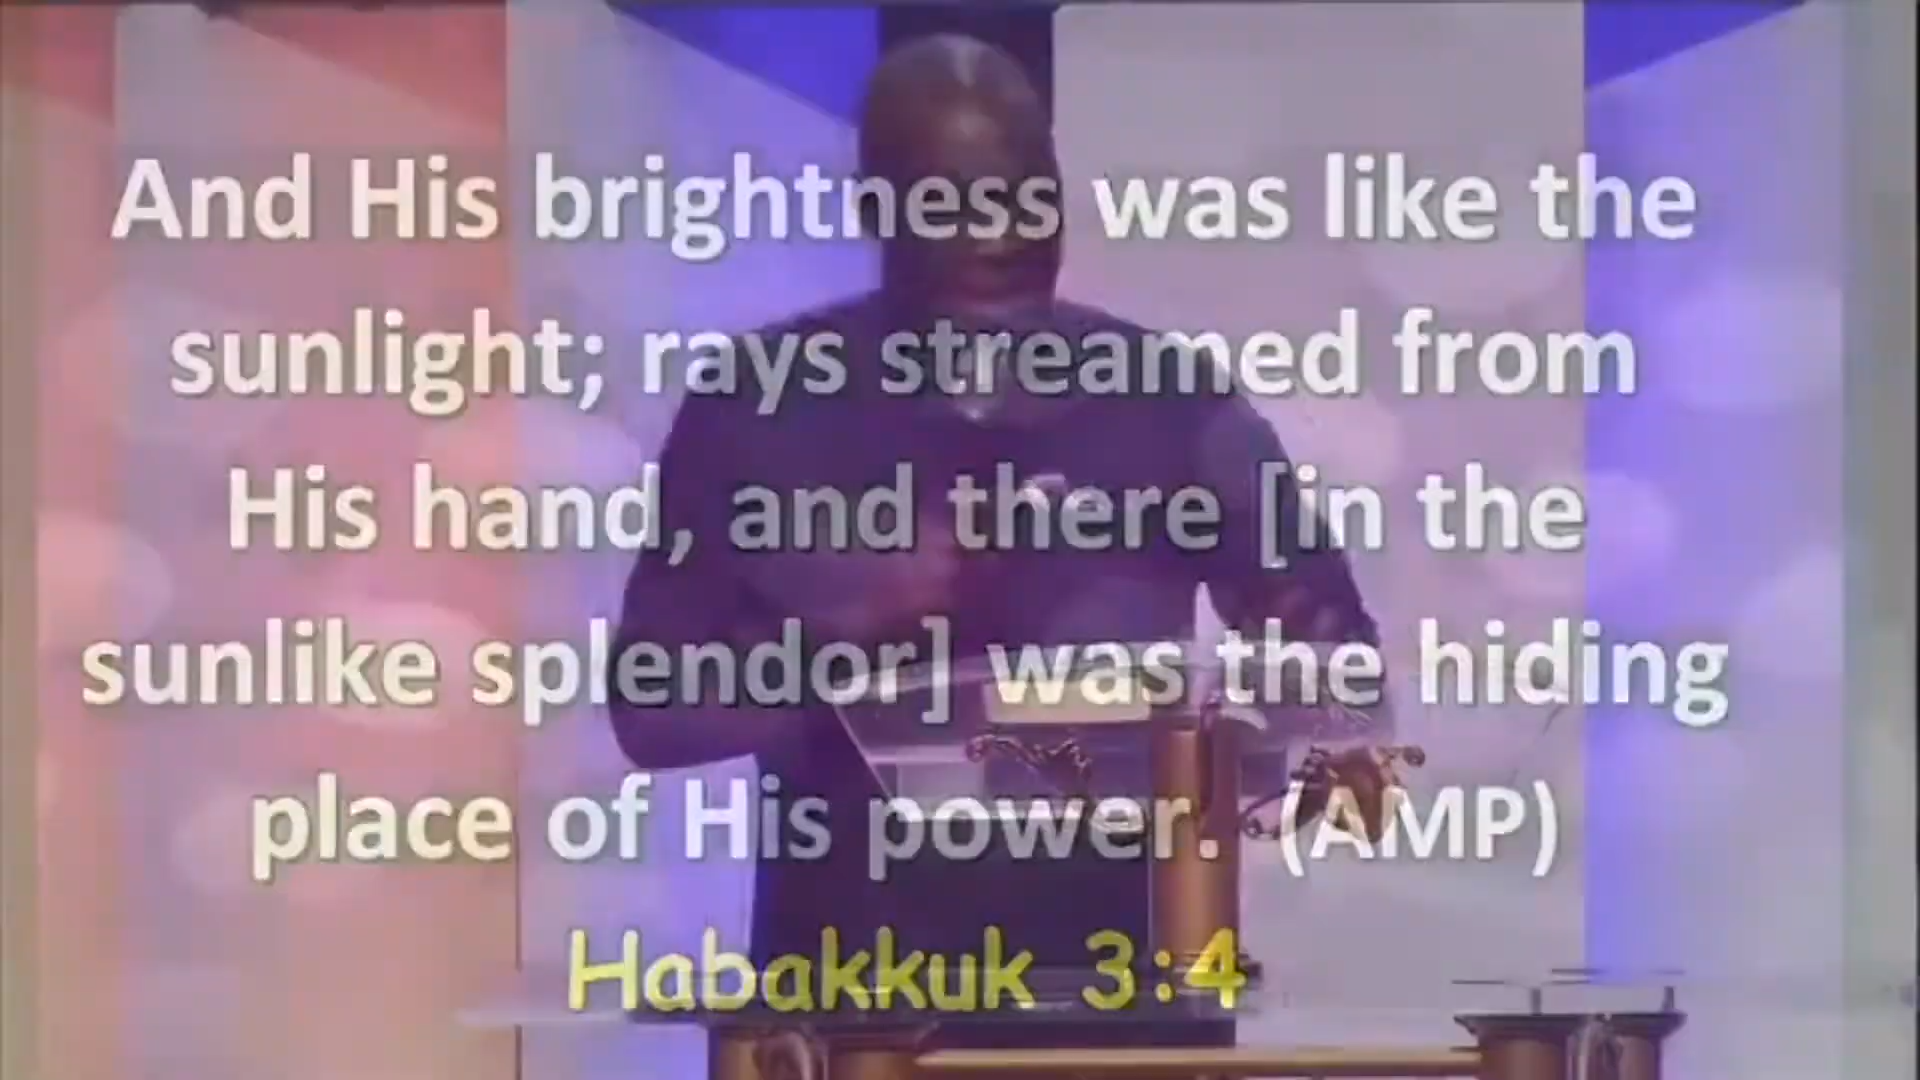 And His brightness was like the
sunlight; rays streamed from
His hand, and there [in the
sunlike splendor] was the hiding
place of His power. (AMP)
Habakkuk 3:4